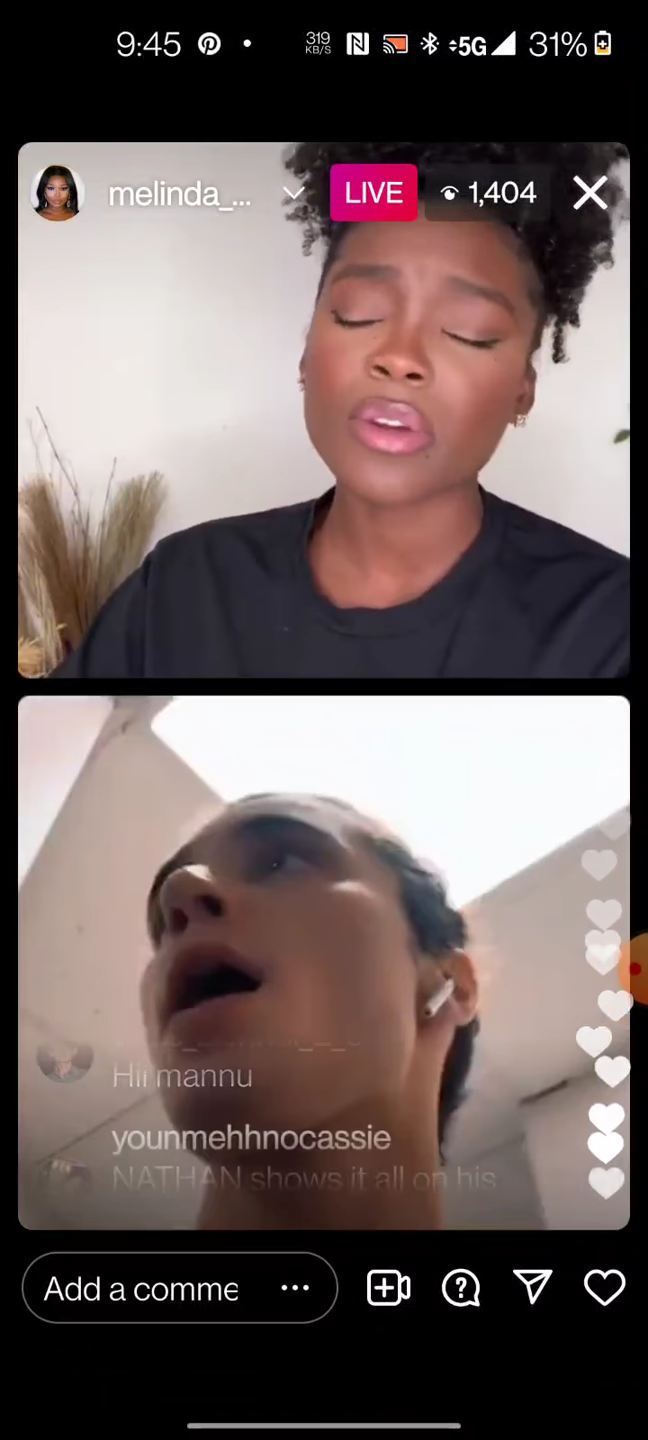 9:45
319
KB/S
5G
31%
melinda_...
LIVE
1,404
Hii mannu
younmehhnocassie
NATHAN shows it all on his
Add a comme